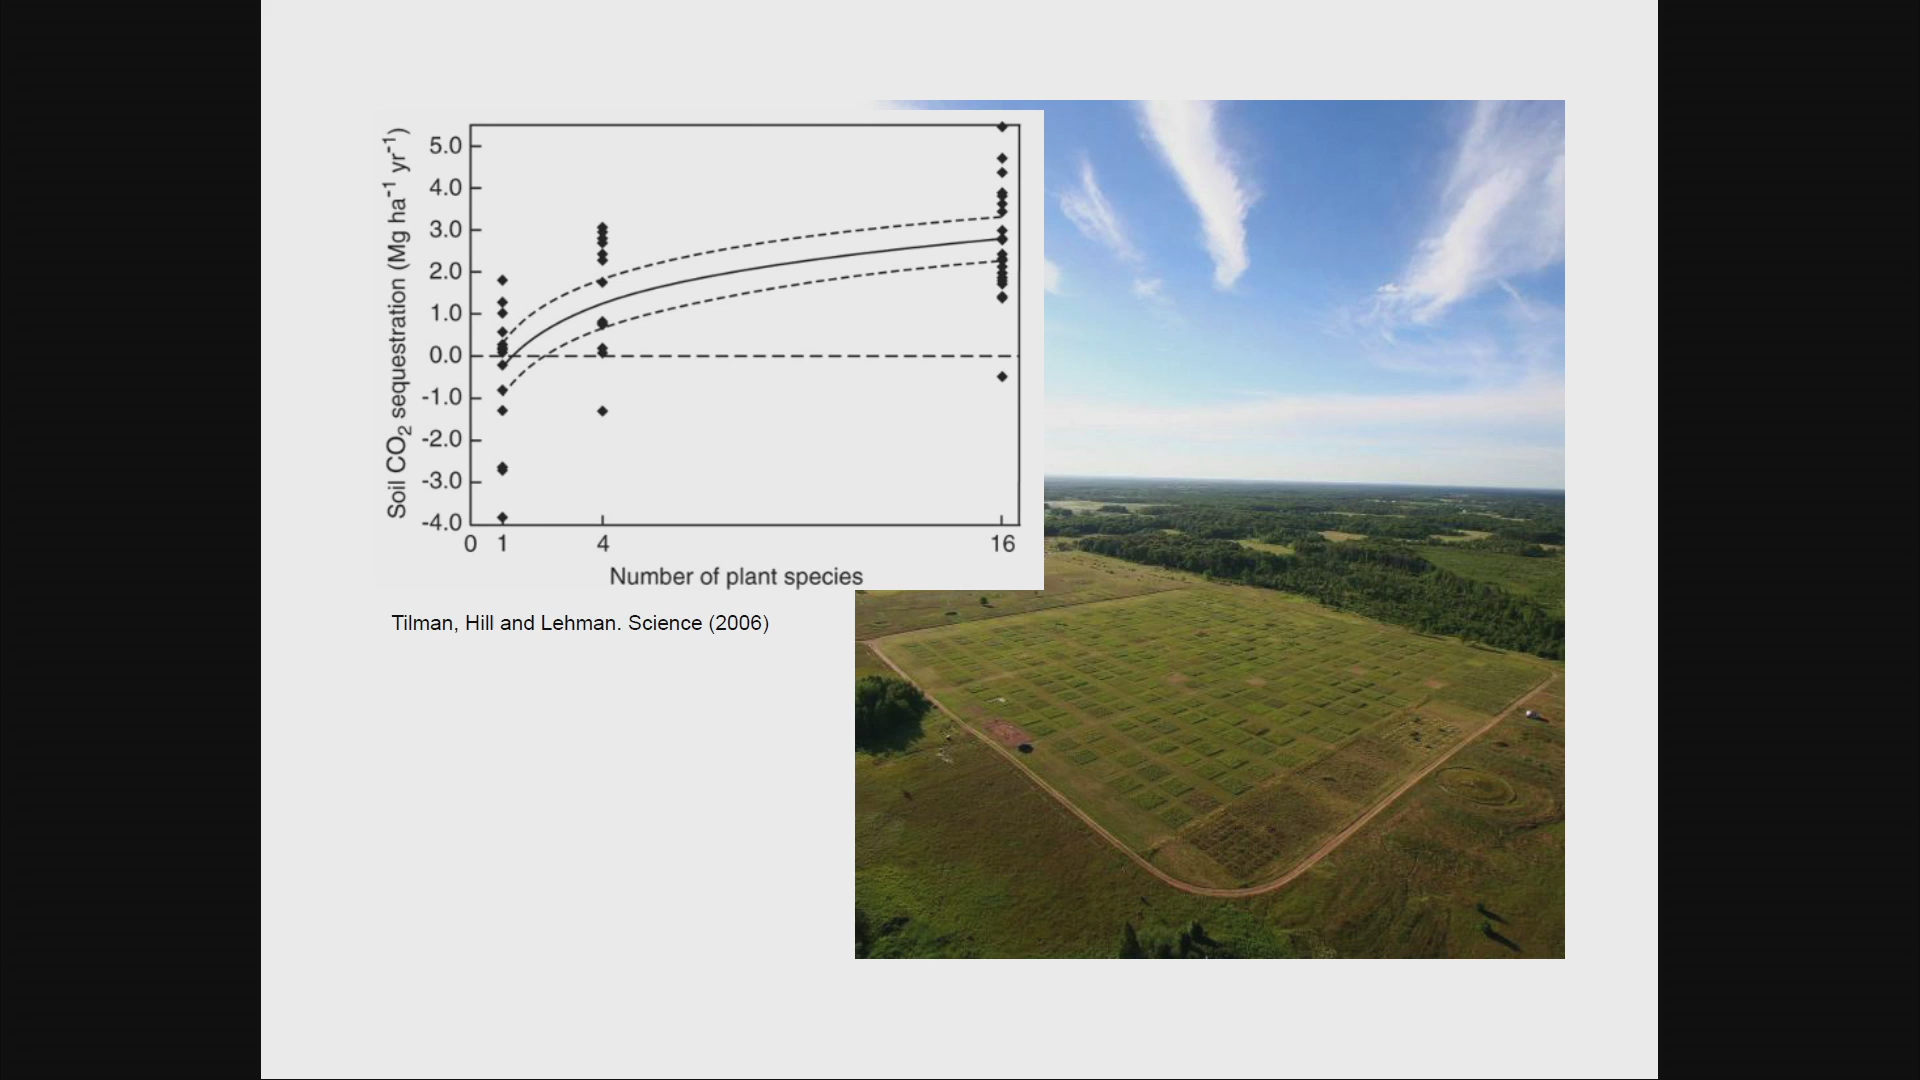 Soil CO2 sequestration (Mg ha-1 yr-1)
5.0
4.0
3.0
2.0
1.0
0.0
-1.0
-2.0
-3.0
-4.0
0 1 4 16
Number of plant species
Tilman, Hill and Lehman. Science (2006)